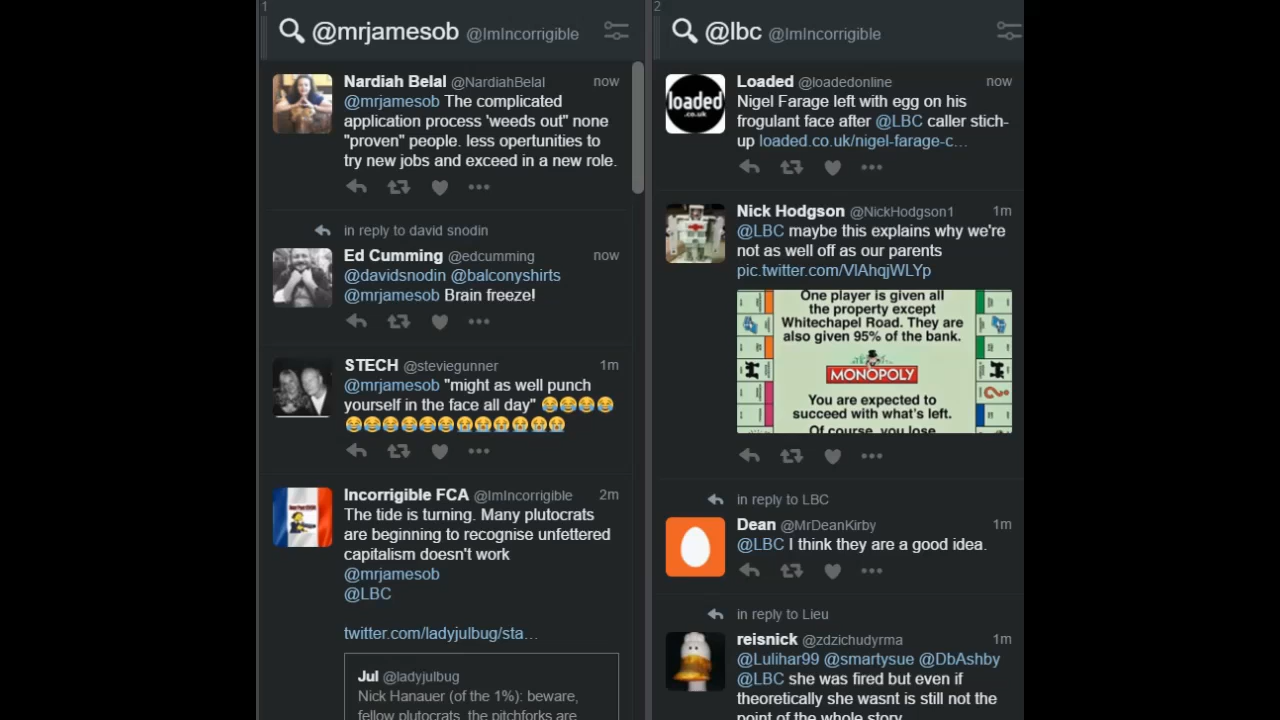 1
@mrjamesob @ImIncorrigible
Nardiah Belal @NardiahBelal now
@mrjamesob The complicated
application process 'weeds out" none
"proven" people. less opertunities to
try new jobs and exceed in a new role.
in reply to david snodin
Ed Cumming @edcumming now
@davidsnodin @balconyshirts
@mrjamesob Brain freeze!
STECH @steviegunner 1m
@mrjamesob "might as well punch
yourself in the face all day" 😂😂😂😂
😂😂😂😂😂😂😭😭😭😭😭😭
Incorrigible FCA @ImIncorrigible 2m
The tide is turning. Many plutocrats
are beginning to recognise unfettered
capitalism doesn't work
@mrjamesob
@LBC
twitter.com/ladyjulbug/sta…
Jul @ladyjulbug
Nick Hanauer (of the 1%): beware,
fellow plutocrats, the pitchforks are
2
@lbc @ImIncorrigible
loaded
.co.uk
Loaded @loadedonline now
Nigel Farage left with egg on his
frogulant face after @LBC caller stich-
up loaded.co.uk/nigel-farage-c…
Nick Hodgson @NickHodgson1 1m
@LBC maybe this explains why we're
not as well off as our parents
pic.twitter.com/VlAhqjWLYp
One player is given all
the property except
Whitechapel Road. They are
also given 95% of the bank.
MONOPOLY
You are expected to
succeed with what's left.
Of course, you lose
in reply to LBC
Dean @MrDeanKirby 1m
@LBC I think they are a good idea.
in reply to Lieu
reisnick @zdzichudyrma 1m
@Lulihar99 @smartysue @DbAshby
@LBC she was fired but even if
theoretically she wasnt is still not the
point of the whole story